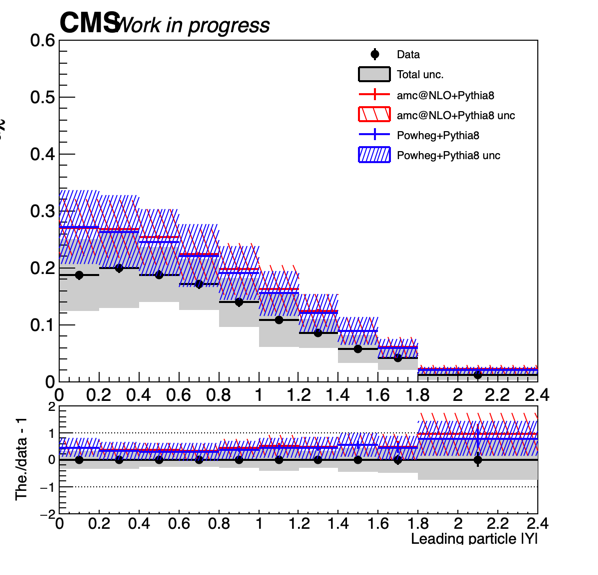 CMS Work in progress
0.6
Data
Total unc.
0.5
amc@NLO+Pythia8
amc@NLO+Pythia8 unc
Powheg+Pythia8
0.4
Powheg+Pythia8 unc
0.3
0.2
0.1
0
0 0.2 0.4 0.6 0.8 1 1.2 1.4 1.6 1.8 2 2.2 2.4
2
1
0
−1
−2
The./data - 1
0 0.2 0.4 0.6 0.8 1 1.2 1.4 1.6 1.8 2 2.2 2.4
Leading particle |Y|